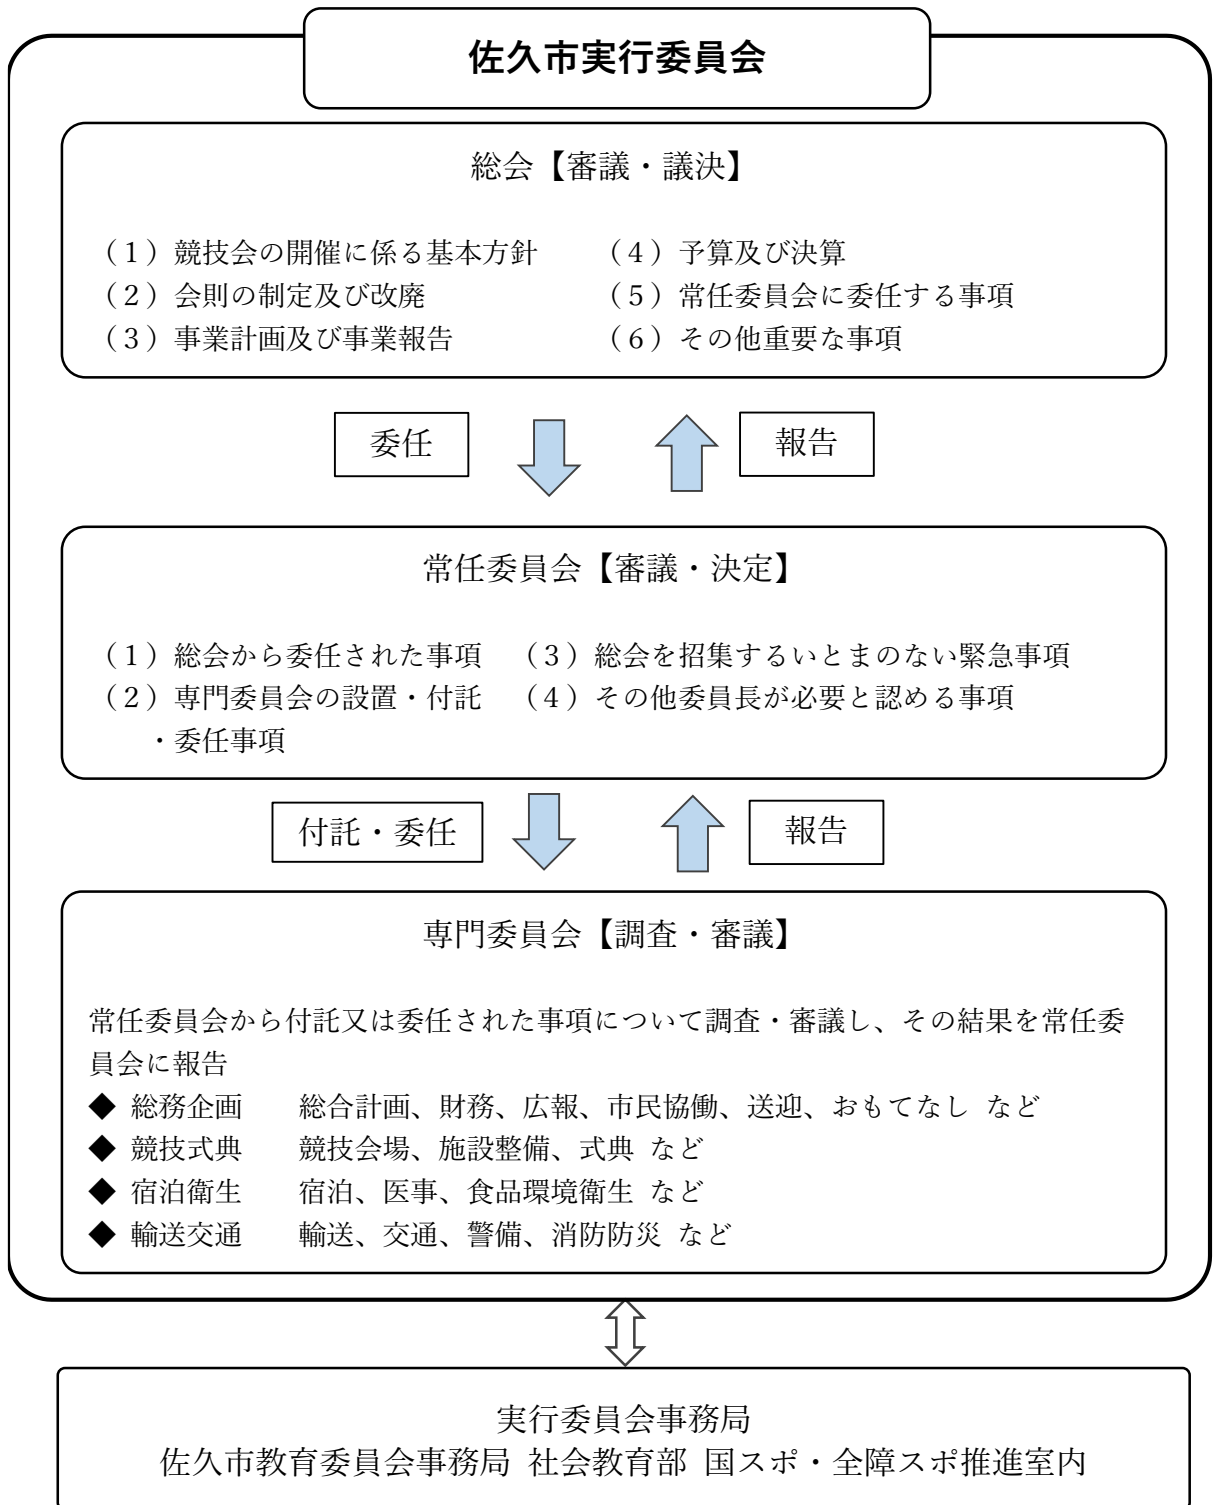 佐久市実行委員会
総会【審議・議決】
（１）競技会の開催に係る基本方針　（４）予算及び決算
（２）会則の制定及び改廃　（５）常任委員会に委任する事項
（３）事業計画及び事業報告　（６）その他重要な事項
委任　報告
常任委員会【審議・決定】
（１）総会から委任された事項　（３）総会を招集するいとまのない緊急事項
（２）専門委員会の設置・付託　（４）その他委員長が必要と認める事項
・委任事項
付託・委任　報告
専門委員会【調査・審議】
常任委員会から付託又は委任された事項について調査・審議し、その結果を常任委
員会に報告
◆ 総務企画　総合計画、財務、広報、市民協働、送迎、おもてなし など
◆ 競技式典　競技会場、施設整備、式典 など
◆ 宿泊衛生　宿泊、医事、食品環境衛生 など
◆ 輸送交通　輸送、交通、警備、消防防災 など
実行委員会事務局
佐久市教育委員会事務局 社会教育部 国スポ・全障スポ推進室内